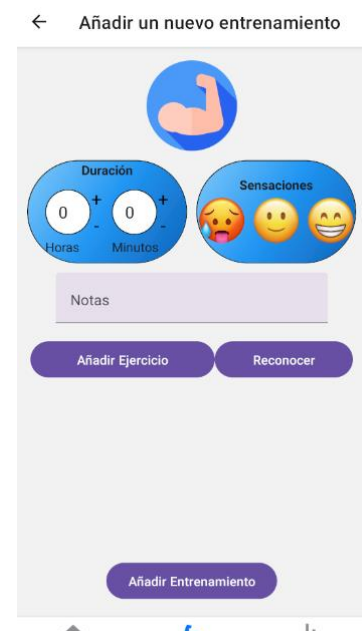 Añadir un nuevo entrenamiento
Duración
0 + 0 +
- -
Horas Minutos
Sensaciones
Notas
Añadir Ejercicio
Reconocer
Añadir Entrenamiento